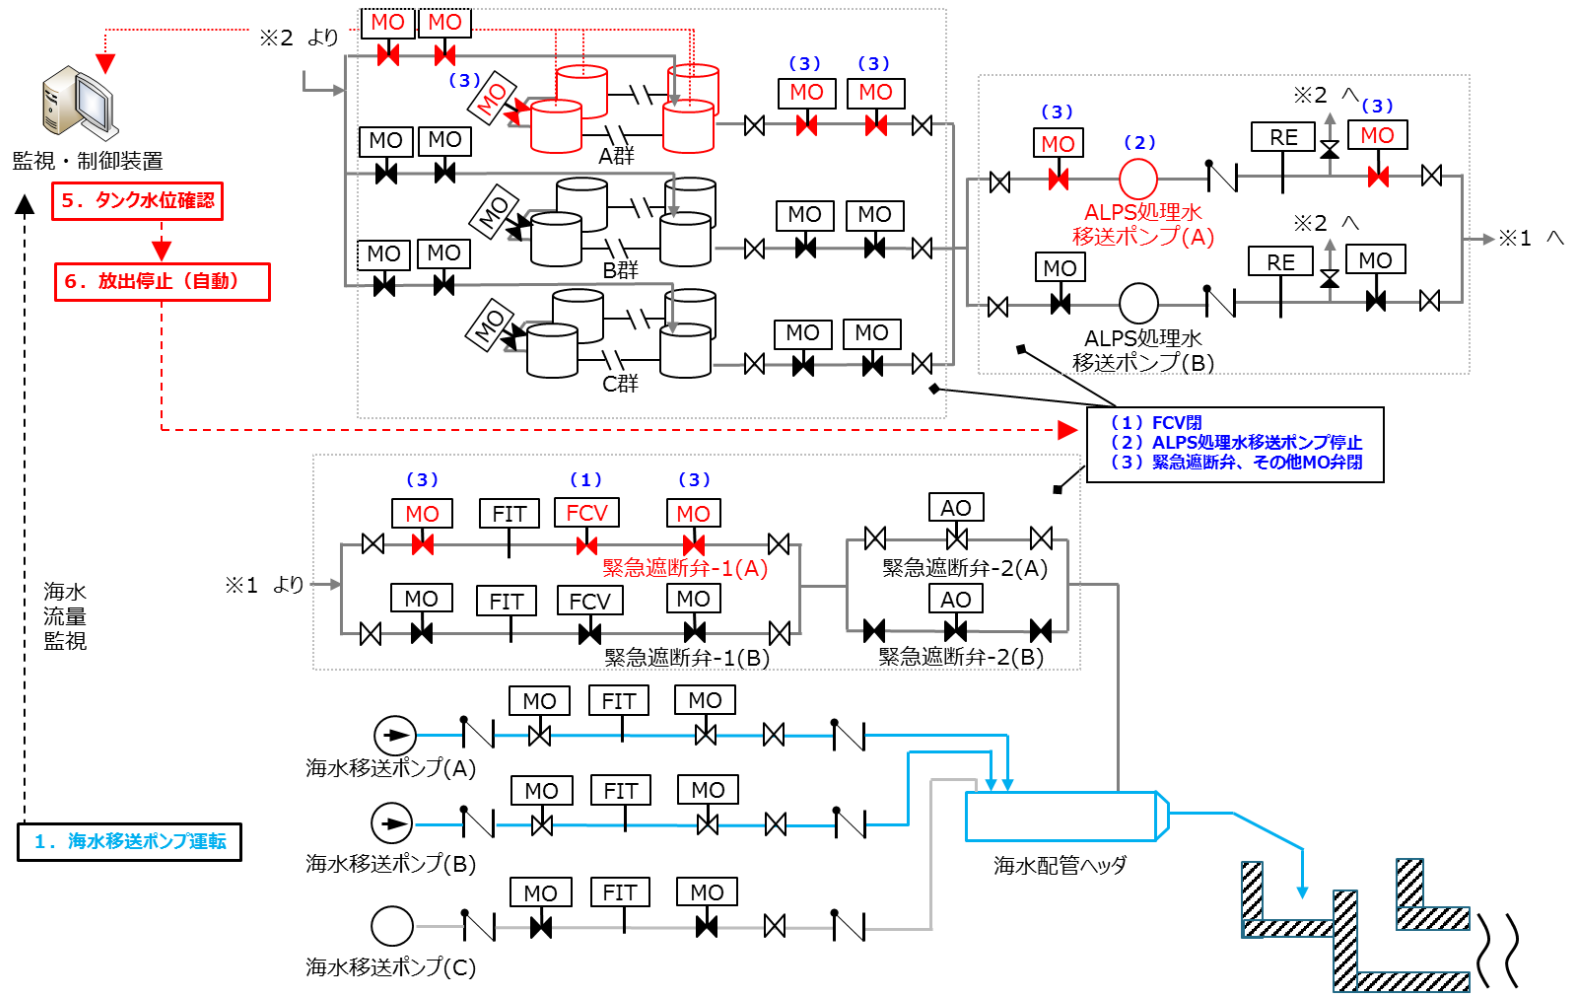 MO
MO
※2 より
(3)
MO
(3)
(3)
MO
MO
A群
監視・制御装置
5. タンク水位確認
6. 放出停止（自動）
MO
MO
MO
MO
MO
B群
MO
MO
MO
MO
MO
C群
※2 へ
(3)
(2)
(3)
MO
RE
MO
ALPS処理水
移送ポンプ(A)
※1 へ
※2 へ
MO
RE
MO
ALPS処理水
移送ポンプ(B)
(1) FCV閉
(2) ALPS処理水移送ポンプ停止
(3) 緊急遮断弁、その他MO弁閉
(3)
(1)
(3)
MO
FIT
FCV
MO
AO
緊急遮断弁-1(A)
緊急遮断弁-2(A)
※1 より
MO
FIT
FCV
MO
AO
緊急遮断弁-1(B)
緊急遮断弁-2(B)
海水
流量
監視
MO
FIT
MO
海水移送ポンプ(A)
MO
FIT
MO
1. 海水移送ポンプ運転
海水移送ポンプ(B)
海水配管ヘッダ
MO
FIT
MO
海水移送ポンプ(C)